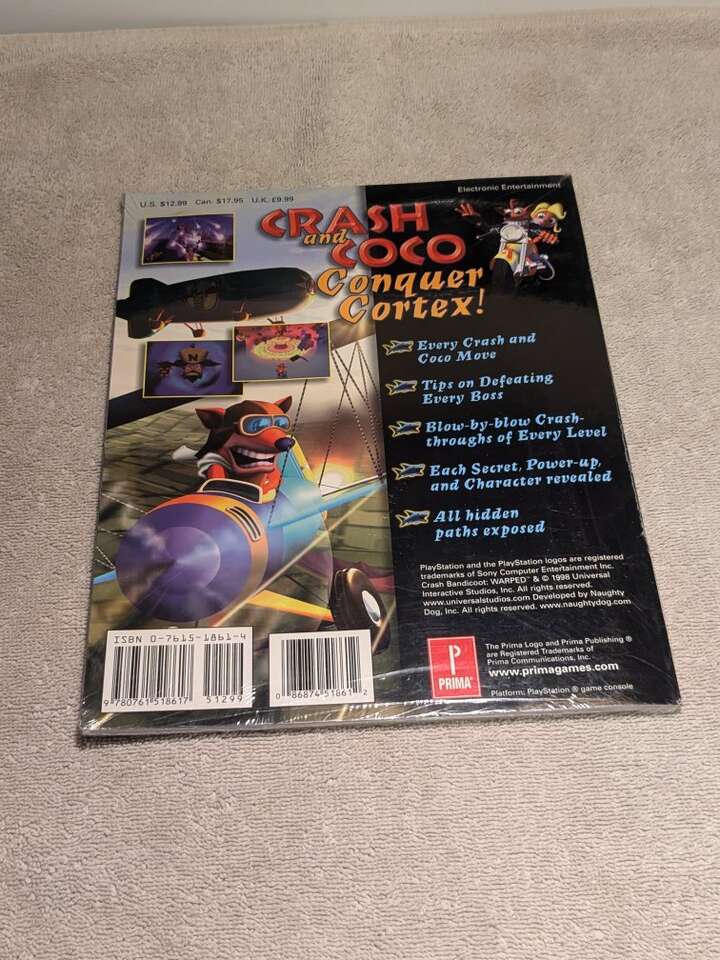 U.S. $12.99 Can. $17.95 U.K. £9.99
Electronic Entertainment
CRASH
and
COCO
Conquer
Cortex!
Every Crash and
Coco Move
Tips on Defeating
Every Boss
Blow-by-blow Crash-
throughs of Every Level
Each Secret, Power-up,
and Character revealed
All hidden
paths exposed
PlayStation and the PlayStation logos are registered
trademarks of Sony Computer Entertainment Inc.
Crash Bandicoot: WARPED™ & © 1998 Universal
Interactive Studios, Inc. All rights reserved.
www.universalstudios.com Developed by Naughty
Dog, Inc. All rights reserved. www.naughtydog.com
ISBN 0-7615-1861-4
9 780761 518617
51299
0 86874 51861 2
P
PRIMA®
The Prima Logo and Prima Publishing ®
are Registered Trademarks of
Prima Communications, Inc.
www.primagames.com
Platform: PlayStation ® game console
N